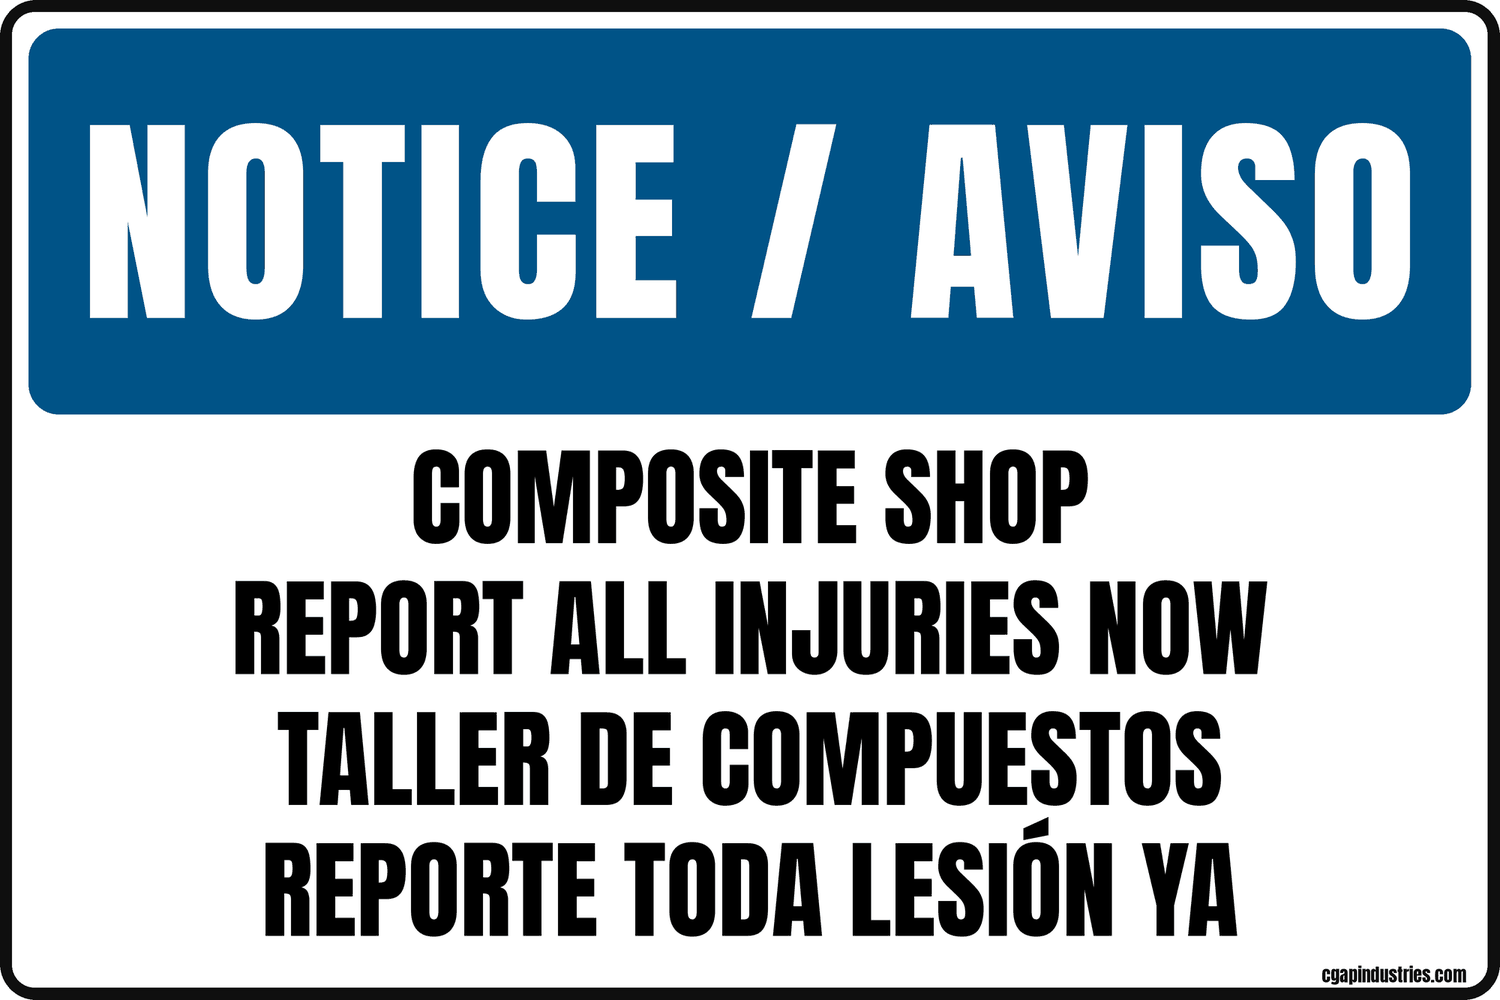 NOTICE / AVISO
COMPOSITE SHOP
REPORT ALL INJURIES NOW
TALLER DE COMPUESTOS
REPORTE TODA LESIÓN YA
cgapindustries.com